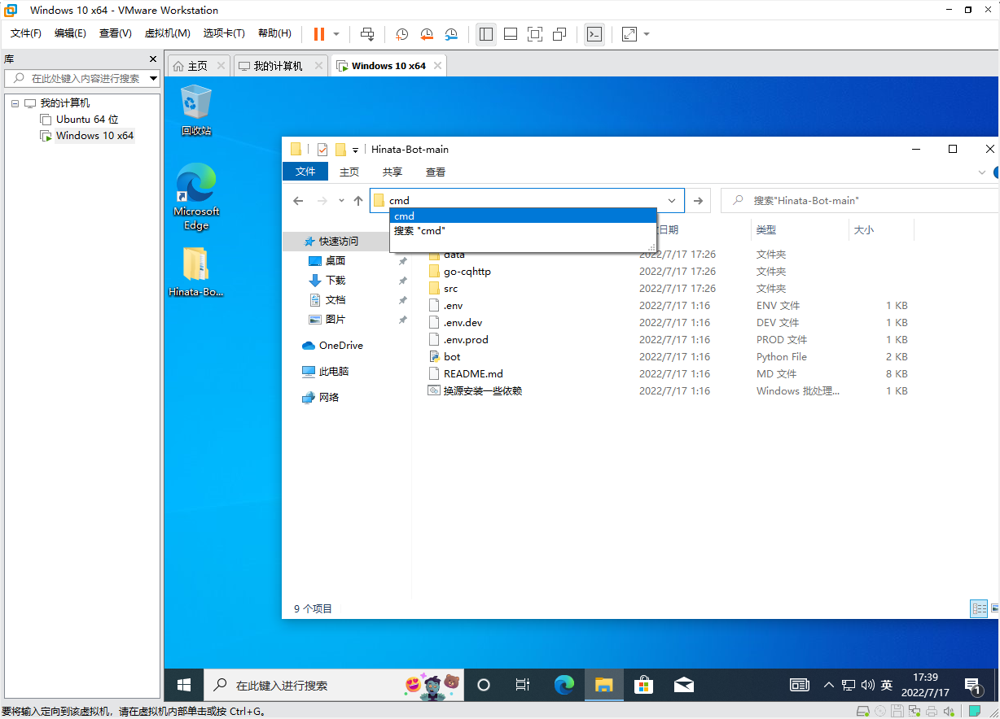 Windows 10 x64 - VMware Workstation
文件(F) 编辑(E) 查看(V) 虚拟机(M) 选项卡(T) 帮助(H)
库
在此处键入内容进行搜索
我的计算机
Ubuntu 64 位
Windows 10 x64
主页 我的计算机 Windows 10 x64
回收站
Microsoft
Edge
Hinata-Bo...
Hinata-Bot-main
文件 主页 共享 查看
cmd
搜索"Hinata-Bot-main"
cmd
搜索 "cmd"
日期 类型 大小
快速访问
桌面
下载
文档
图片
OneDrive
此电脑
网络
data 2022/7/17 17:26 文件夹
go-cqhttp 2022/7/17 17:26 文件夹
src 2022/7/17 17:26 文件夹
.env 2022/7/17 1:16 ENV 文件 1 KB
.env.dev 2022/7/17 1:16 DEV 文件 1 KB
.env.prod 2022/7/17 1:16 PROD 文件 1 KB
bot 2022/7/17 1:16 Python File 2 KB
README.md 2022/7/17 1:16 MD 文件 8 KB
换源安装一些依赖 2022/7/17 1:16 Windows 批处理... 1 KB
9 个项目
在此键入进行搜索
英
17:39
2022/7/17
1
要将输入定向到该虚拟机，请在虚拟机内部单击或按 Ctrl+G。